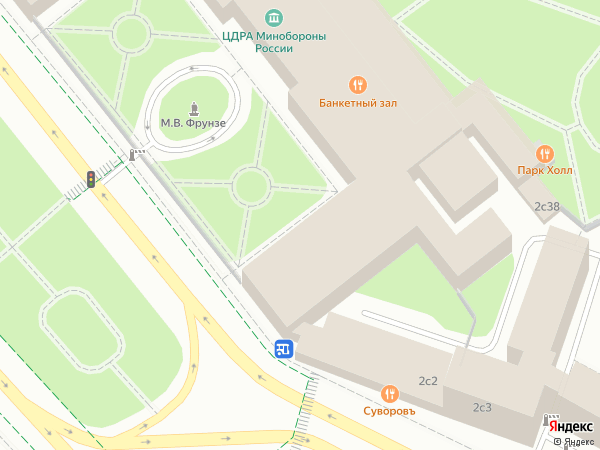 ЦДРА Минобороны
России
Банкетный зал
М.В. Фрунзе
Парк Холл
2с38
2с2
Суворовъ
2с3
Яндекс
© Яндекс